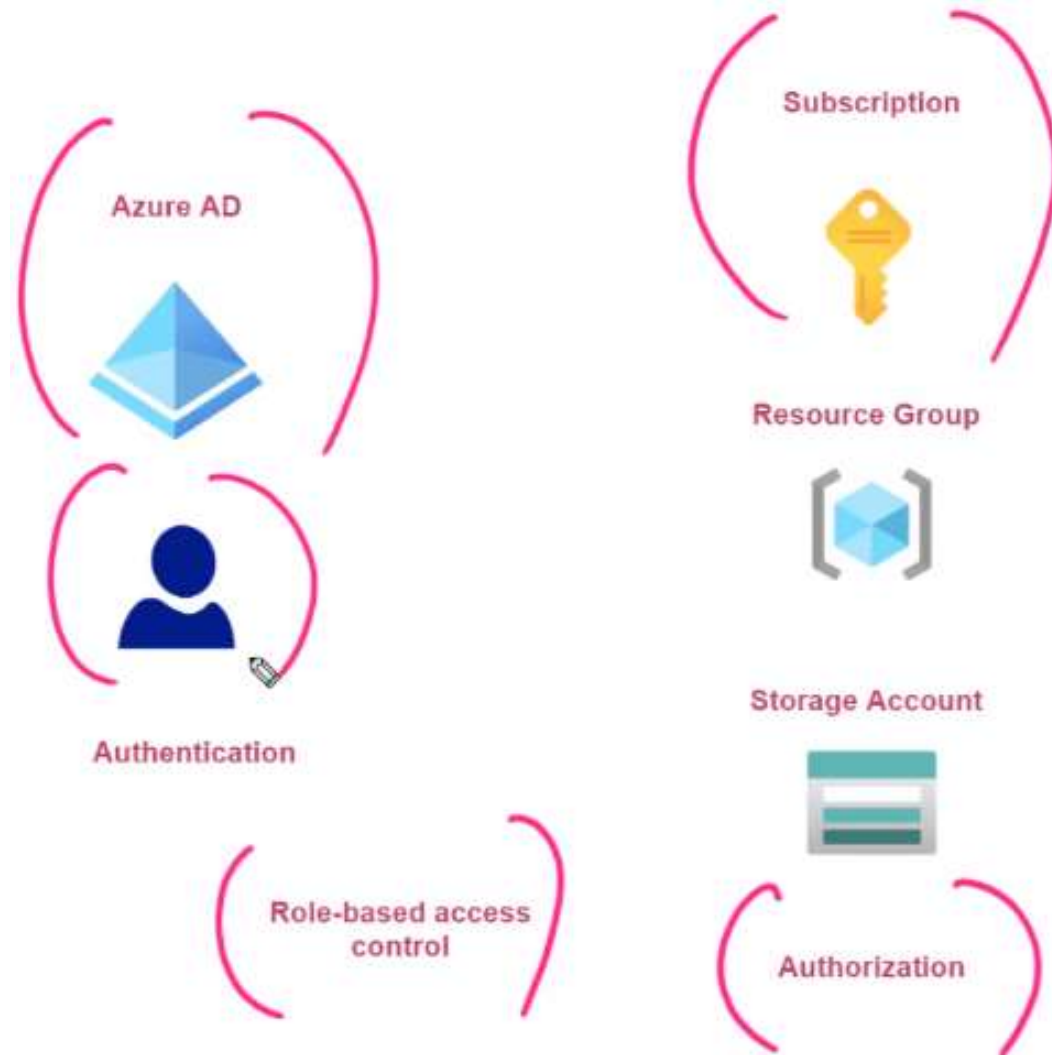 Azure AD
Authentication
Subscription
Resource Group
Storage Account
Role-based access
control
Authorization